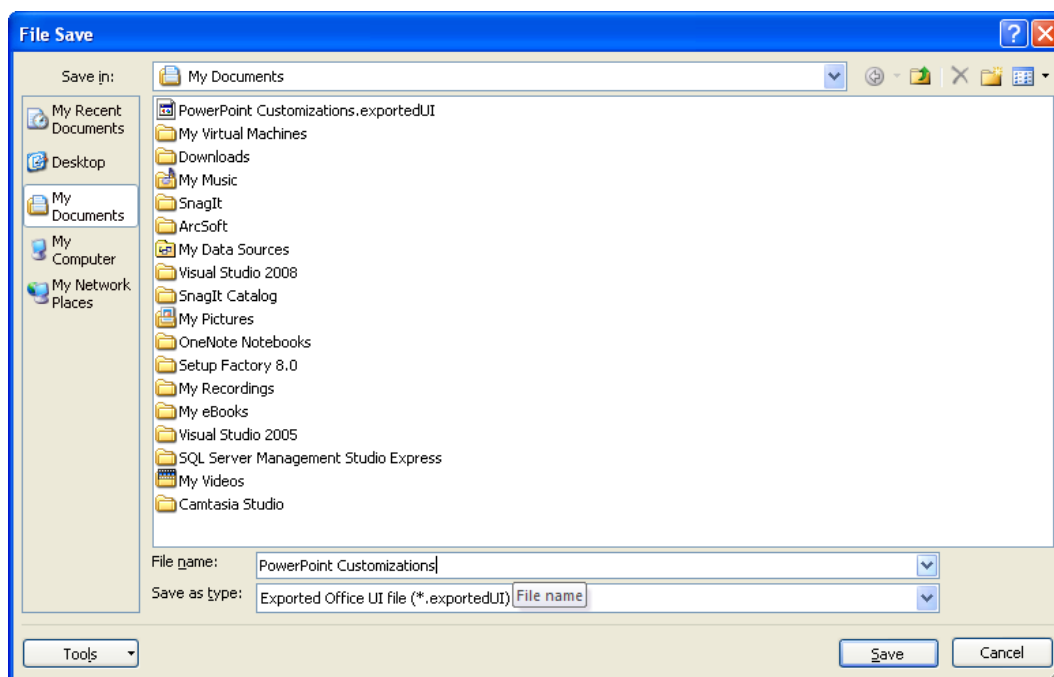 File Save
Save in:
My Documents
My Recent
Documents
Desktop
My
Documents
My
Computer
My Network
Places
PowerPoint Customizations.exportedUI
My Virtual Machines
Downloads
My Music
SnagIt
ArcSoft
My Data Sources
Visual Studio 2008
SnagIt Catalog
My Pictures
OneNote Notebooks
Setup Factory 8.0
My Recordings
My eBooks
Visual Studio 2005
SQL Server Management Studio Express
My Videos
Camtasia Studio
File name:
PowerPoint Customizations
Save as type:
Exported Office UI file (*.exportedUI)
File name
Tools
Save
Cancel